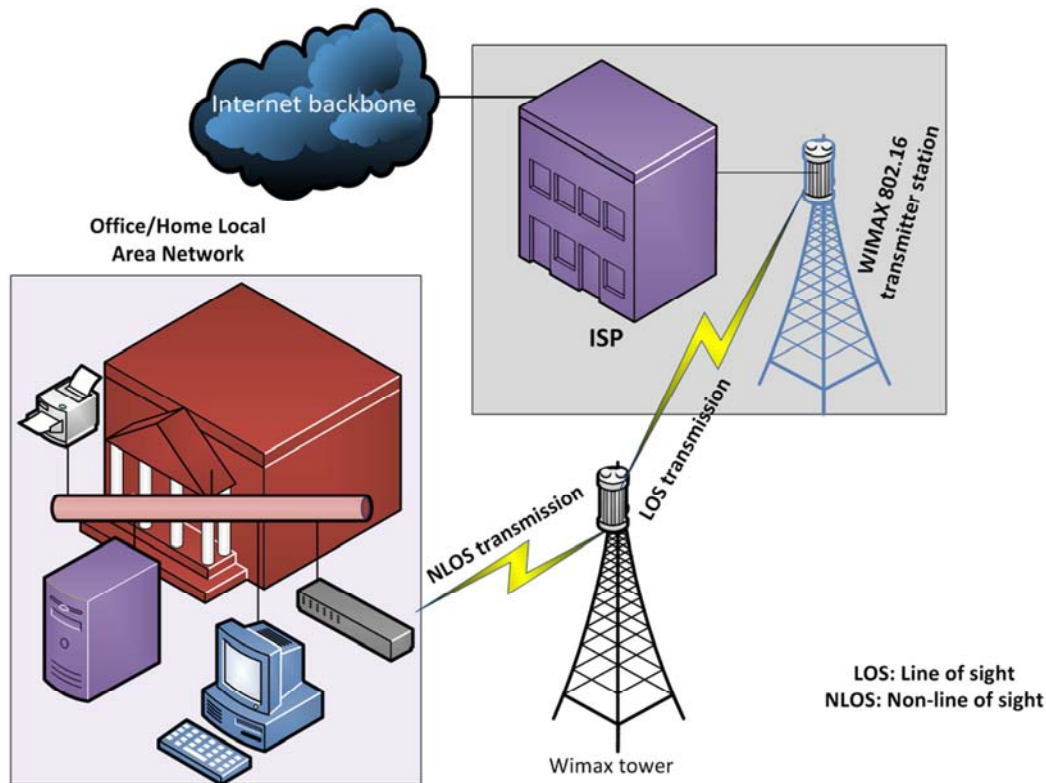 Internet backbone
WIMAX 802.16
transmitter station
Office/Home Local
Area Network
ISP
LOS transmission
NLOS transmission
LOS: Line of sight
NLOS: Non-line of sight
Wimax tower